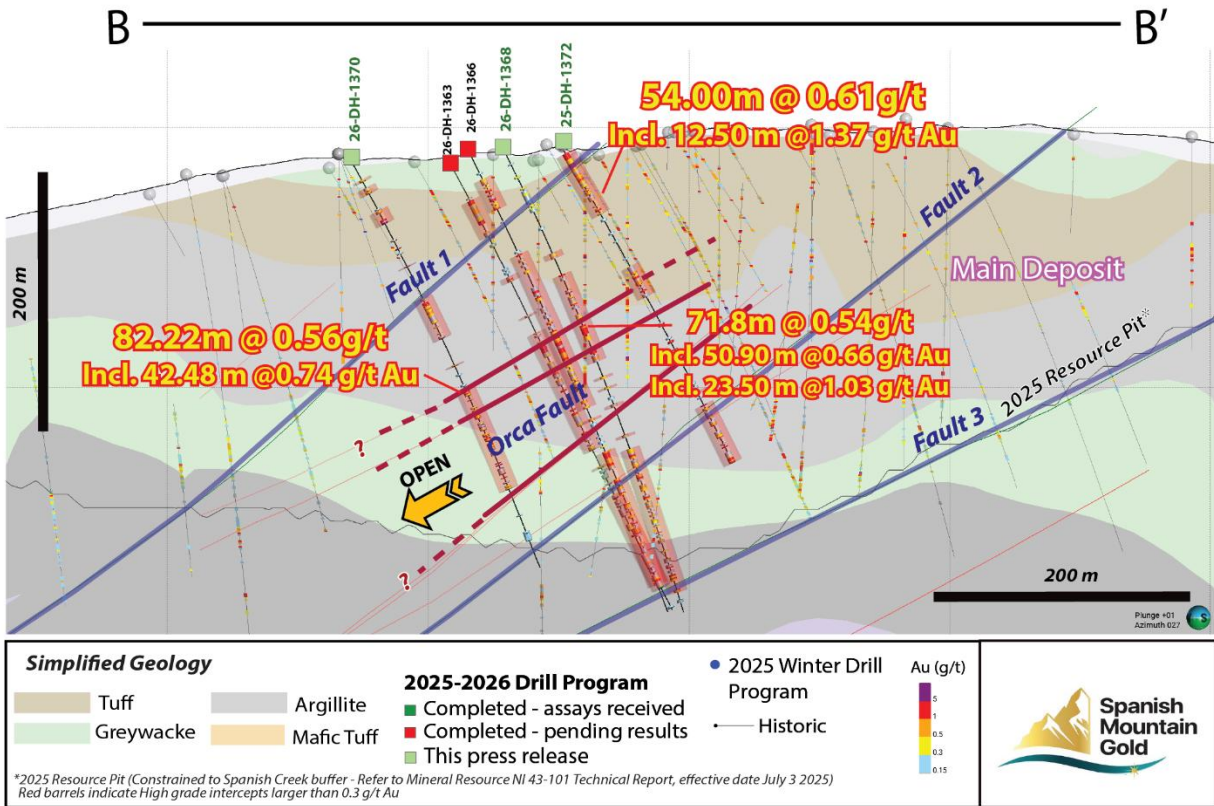 B
B'
26-DH-1370
26-DH-1363
26-DH-1366
26-DH-1368
25-DH-1372
54.00m @ 0.61g/t
Incl. 12.50 m @1.37 g/t Au
Fault 1
Fault 2
Main Deposit
200 m
82.22m @ 0.56g/t
Incl. 42.48 m @0.74 g/t Au
71.8m @ 0.54g/t
Incl. 50.90 m @0.66 g/t Au
Incl. 23.50 m @1.03 g/t Au
2025 Resource Pit*
Orca Fault
Fault 3
?
OPEN
?
200 m
Plunge +01
Azimuth 027
S
Simplified Geology
Tuff
Argillite
Greywacke
Mafic Tuff
2025-2026 Drill Program
Completed - assays received
Completed - pending results
This press release
2025 Winter Drill
Program
Historic
Au (g/t)
5
1
0.5
0.3
0.15
Spanish
Mountain
Gold
*2025 Resource Pit (Constrained to Spanish Creek buffer - Refer to Mineral Resource NI 43-101 Technical Report, effective date July 3 2025)
Red barrels indicate High grade intercepts larger than 0.3 g/t Au